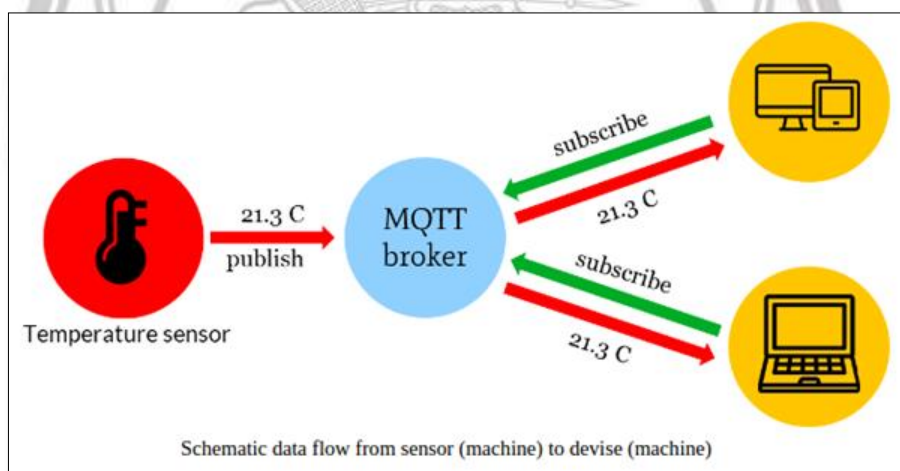 21.3 C
publish
Temperature sensor
MQTT
broker
subscribe
21.3 C
subscribe
21.3 C
Schematic data flow from sensor (machine) to devise (machine)